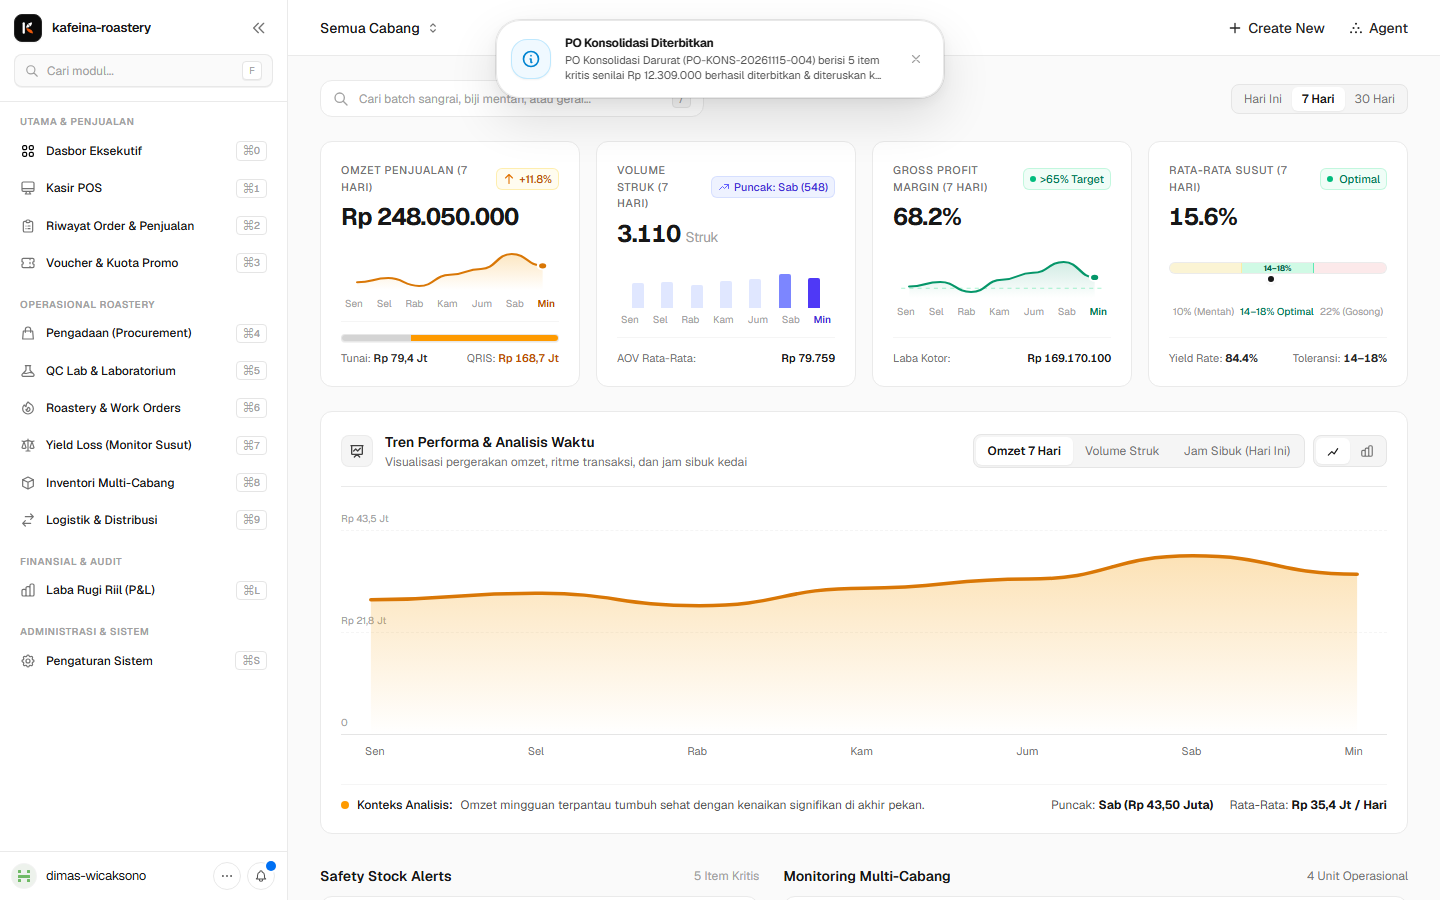 kafeina-roastery
Cari modul...
F
UTAMA & PENJUALAN
Dasbor Eksekutif ⌘0
Kasir POS ⌘1
Riwayat Order & Penjualan ⌘2
Voucher & Kuota Promo ⌘3
OPERASIONAL ROASTERY
Pengadaan (Procurement) ⌘4
QC Lab & Laboratorium ⌘5
Roastery & Work Orders ⌘6
Yield Loss (Monitor Susut) ⌘7
Inventori Multi-Cabang ⌘8
Logistik & Distribusi ⌘9
FINANSIAL & AUDIT
Laba Rugi Riil (P&L) ⌘L
ADMINISTRASI & SISTEM
Pengaturan Sistem ⌘S
dimas-wicaksono
Semua Cabang
Create New
Agent
PO Konsolidasi Diterbitkan
PO Konsolidasi Darurat (PO-KONS-20261115-004) berisi 5 item
kritis senilai Rp 12.309.000 berhasil diterbitkan & diteruskan k...
Cari batch sangrai, biji mentah, atau gerai...
/
Hari Ini 7 Hari 30 Hari
OMZET PENJUALAN (7
HARI)
+11.8%
Rp 248.050.000
Sen Sel Rab Kam Jum Sab Min
Tunai: Rp 79,4 Jt QRIS: Rp 168,7 Jt
VOLUME
STRUK (7
HARI)
Puncak: Sab (548)
3.110 Struk
Sen Sel Rab Kam Jum Sab Min
AOV Rata-Rata: Rp 79.759
GROSS PROFIT
MARGIN (7 HARI)
>65% Target
68.2%
Sen Sel Rab Kam Jum Sab Min
Laba Kotor: Rp 169.170.100
RATA-RATA SUSUT (7
HARI)
Optimal
15.6%
14–18%
10% (Mentah) 14–18% Optimal 22% (Gosong)
Yield Rate: 84.4% Toleransi: 14–18%
Tren Performa & Analisis Waktu
Visualisasi pergerakan omzet, ritme transaksi, dan jam sibuk kedai
Omzet 7 Hari Volume Struk Jam Sibuk (Hari Ini)
Rp 43,5 Jt
Rp 21,8 Jt
0
Sen Sel Rab Kam Jum Sab Min
Konteks Analisis: Omzet mingguan terpantau tumbuh sehat dengan kenaikan signifikan di akhir pekan.
Puncak: Sab (Rp 43,50 Juta) Rata-Rata: Rp 35,4 Jt / Hari
Safety Stock Alerts 5 Item Kritis
Monitoring Multi-Cabang 4 Unit Operasional